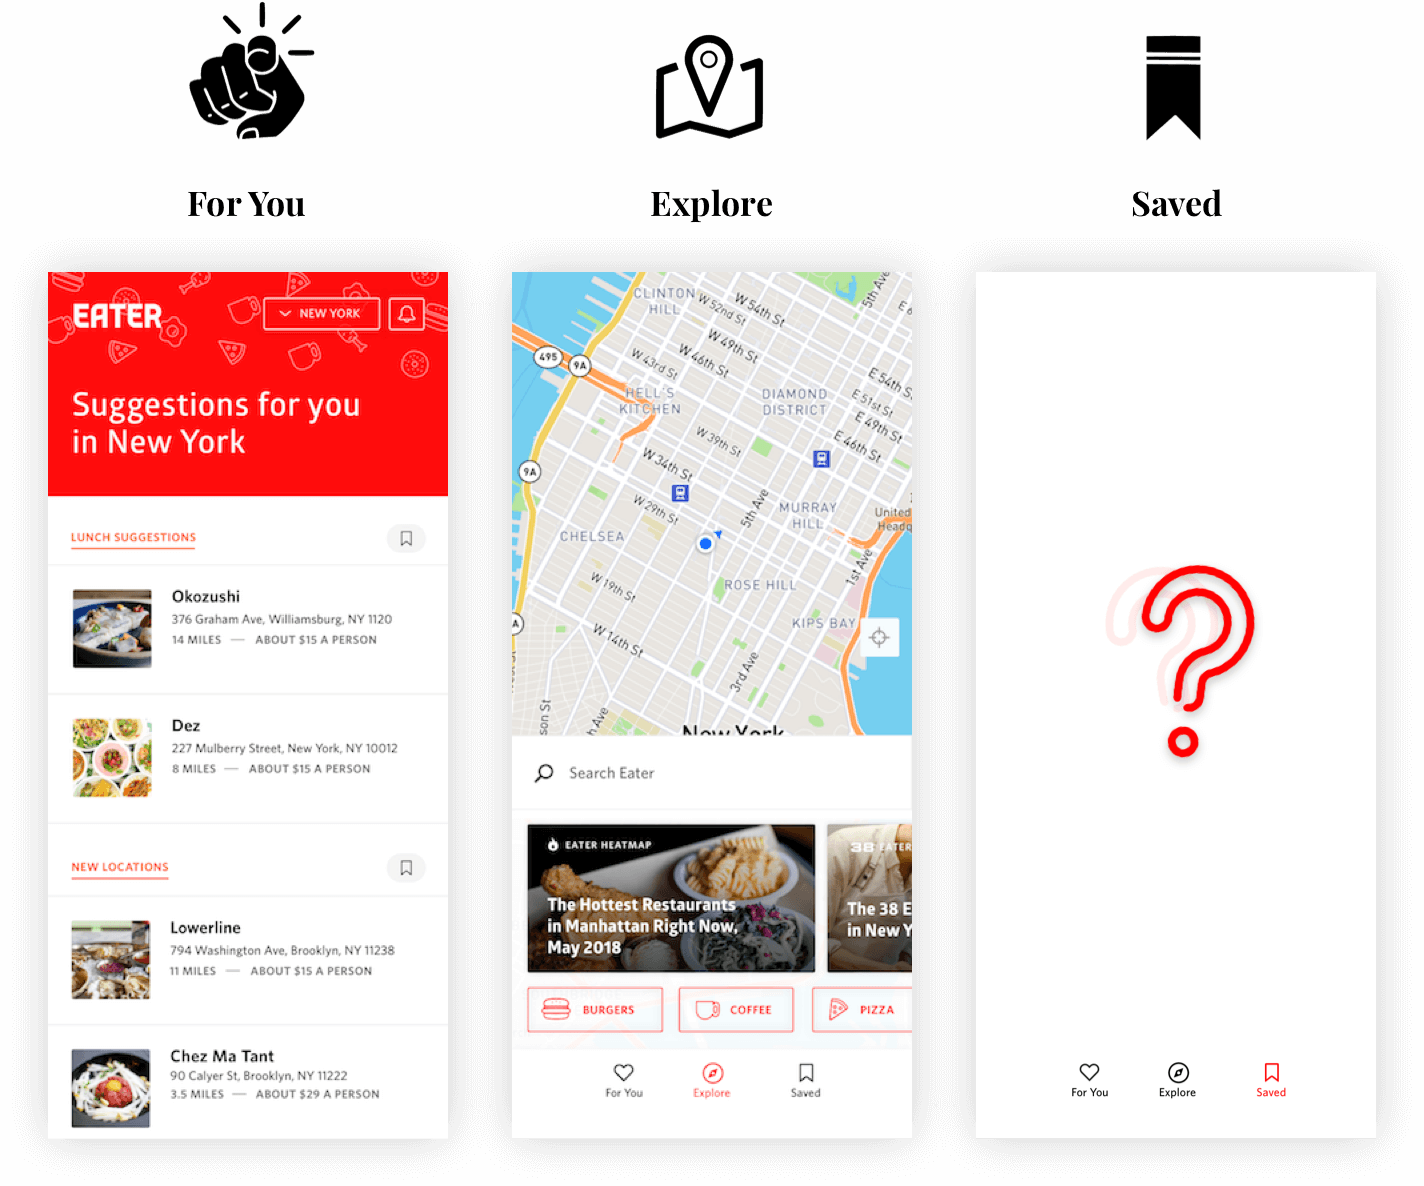 For You
Explore
Saved
EATER
NEW YORK
Suggestions for you
in New York
LUNCH SUGGESTIONS
Okozushi
376 Graham Ave, Williamsburg, NY 1120
14 MILES — ABOUT $15 A PERSON
Dez
227 Mulberry Street, New York, NY 10012
8 MILES — ABOUT $15 A PERSON
NEW LOCATIONS
Lowerline
794 Washington Ave, Brooklyn, NY 11238
11 MILES — ABOUT $15 A PERSON
Chez Ma Tant
90 Calyer St, Brooklyn, NY 11222
3.5 MILES — ABOUT $29 A PERSON
CLINTON
HILL
W 52nd St
W 54th St
5th Ave
W 49th St
W 46th St
W 43rd St
495
9A
E 54th St
HELL'S
KITCHEN
DIAMOND
DISTRICT
E 51st St
E 49th St
E 46th St
W 39th St
W 34th St
9A
W 29th St
5th Ave
MURRAY
HILL
United
Headq
CHELSEA
1st Ave
W 19th St
ROSE HILL
KIPS BAY
A
W 14th St
3rd Ave
West St
son St
Ave
New York
Search Eater
EATER HEATMAP
The Hottest Restaurants
in Manhattan Right Now,
May 2018
38 EATER
The 38 E
in New Y
BURGERS
COFFEE
PIZZA
For You
Explore
Saved
?
For You
Explore
Saved